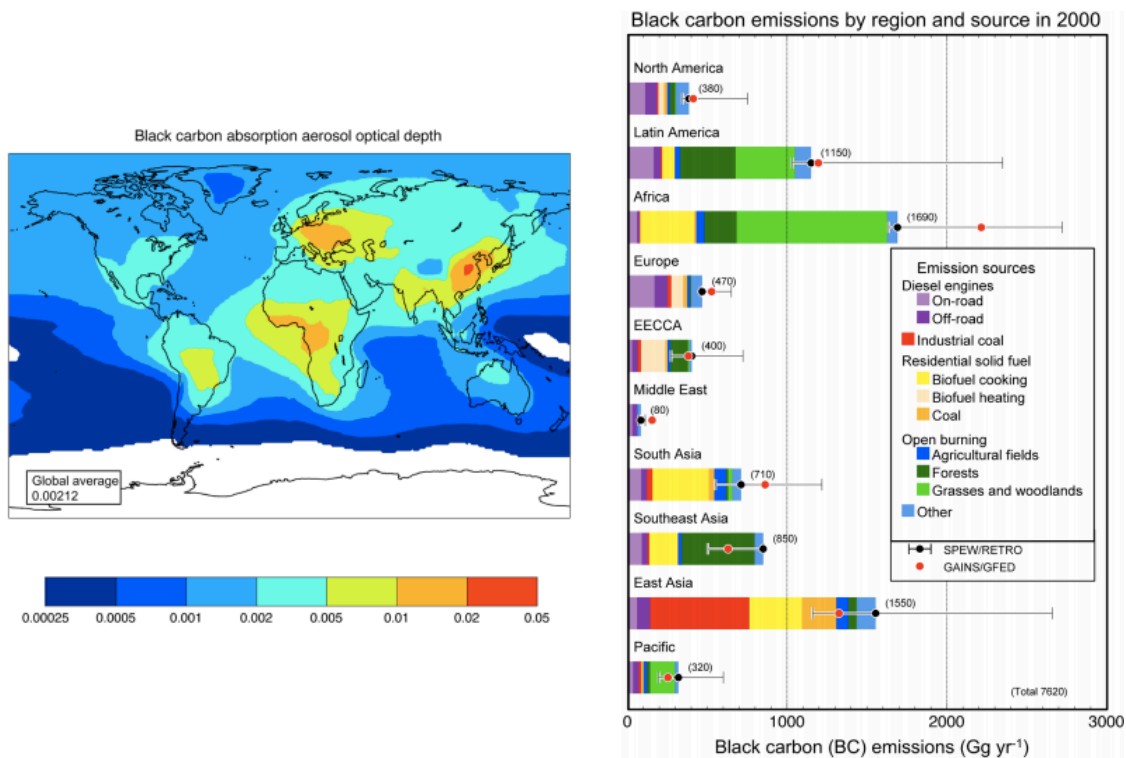 Black carbon absorption aerosol optical depth
Global average
0.00212
0.00025 0.0005 0.001 0.002 0.005 0.01 0.02 0.05
Black carbon emissions by region and source in 2000
North America
(380)
Latin America
(1150)
Africa
(1690)
Europe
(470)
EECCA
(400)
Middle East
(80)
South Asia
(710)
Southeast Asia
(850)
East Asia
(1550)
Pacific
(320)
Emission sources
Diesel engines
On-road
Off-road
Industrial coal
Residential solid fuel
Biofuel cooking
Biofuel heating
Coal
Open burning
Agricultural fields
Forests
Grasses and woodlands
Other
SPEW/RETRO
GAINS/GFED
(Total 7620)
0 1000 2000 3000
Black carbon (BC) emissions (Gg yr⁻¹)